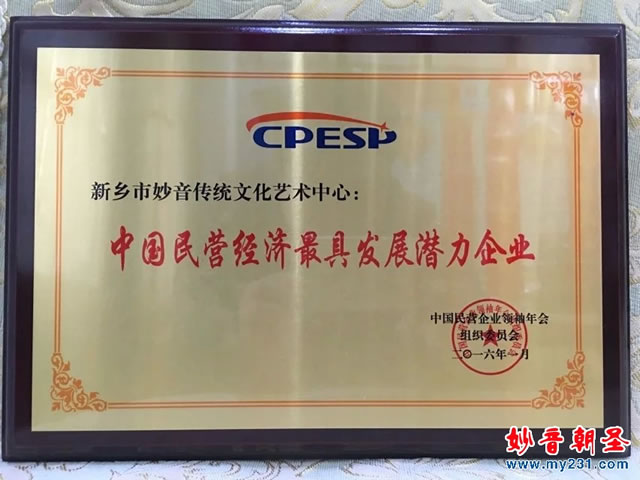 CPESP
新乡市妙音传统文化艺术中心：
中国民营经济最具发展潜力企业
中国民营企业领袖年会
组织委员会
二〇一六年一月
妙音朝圣
www.my231.com